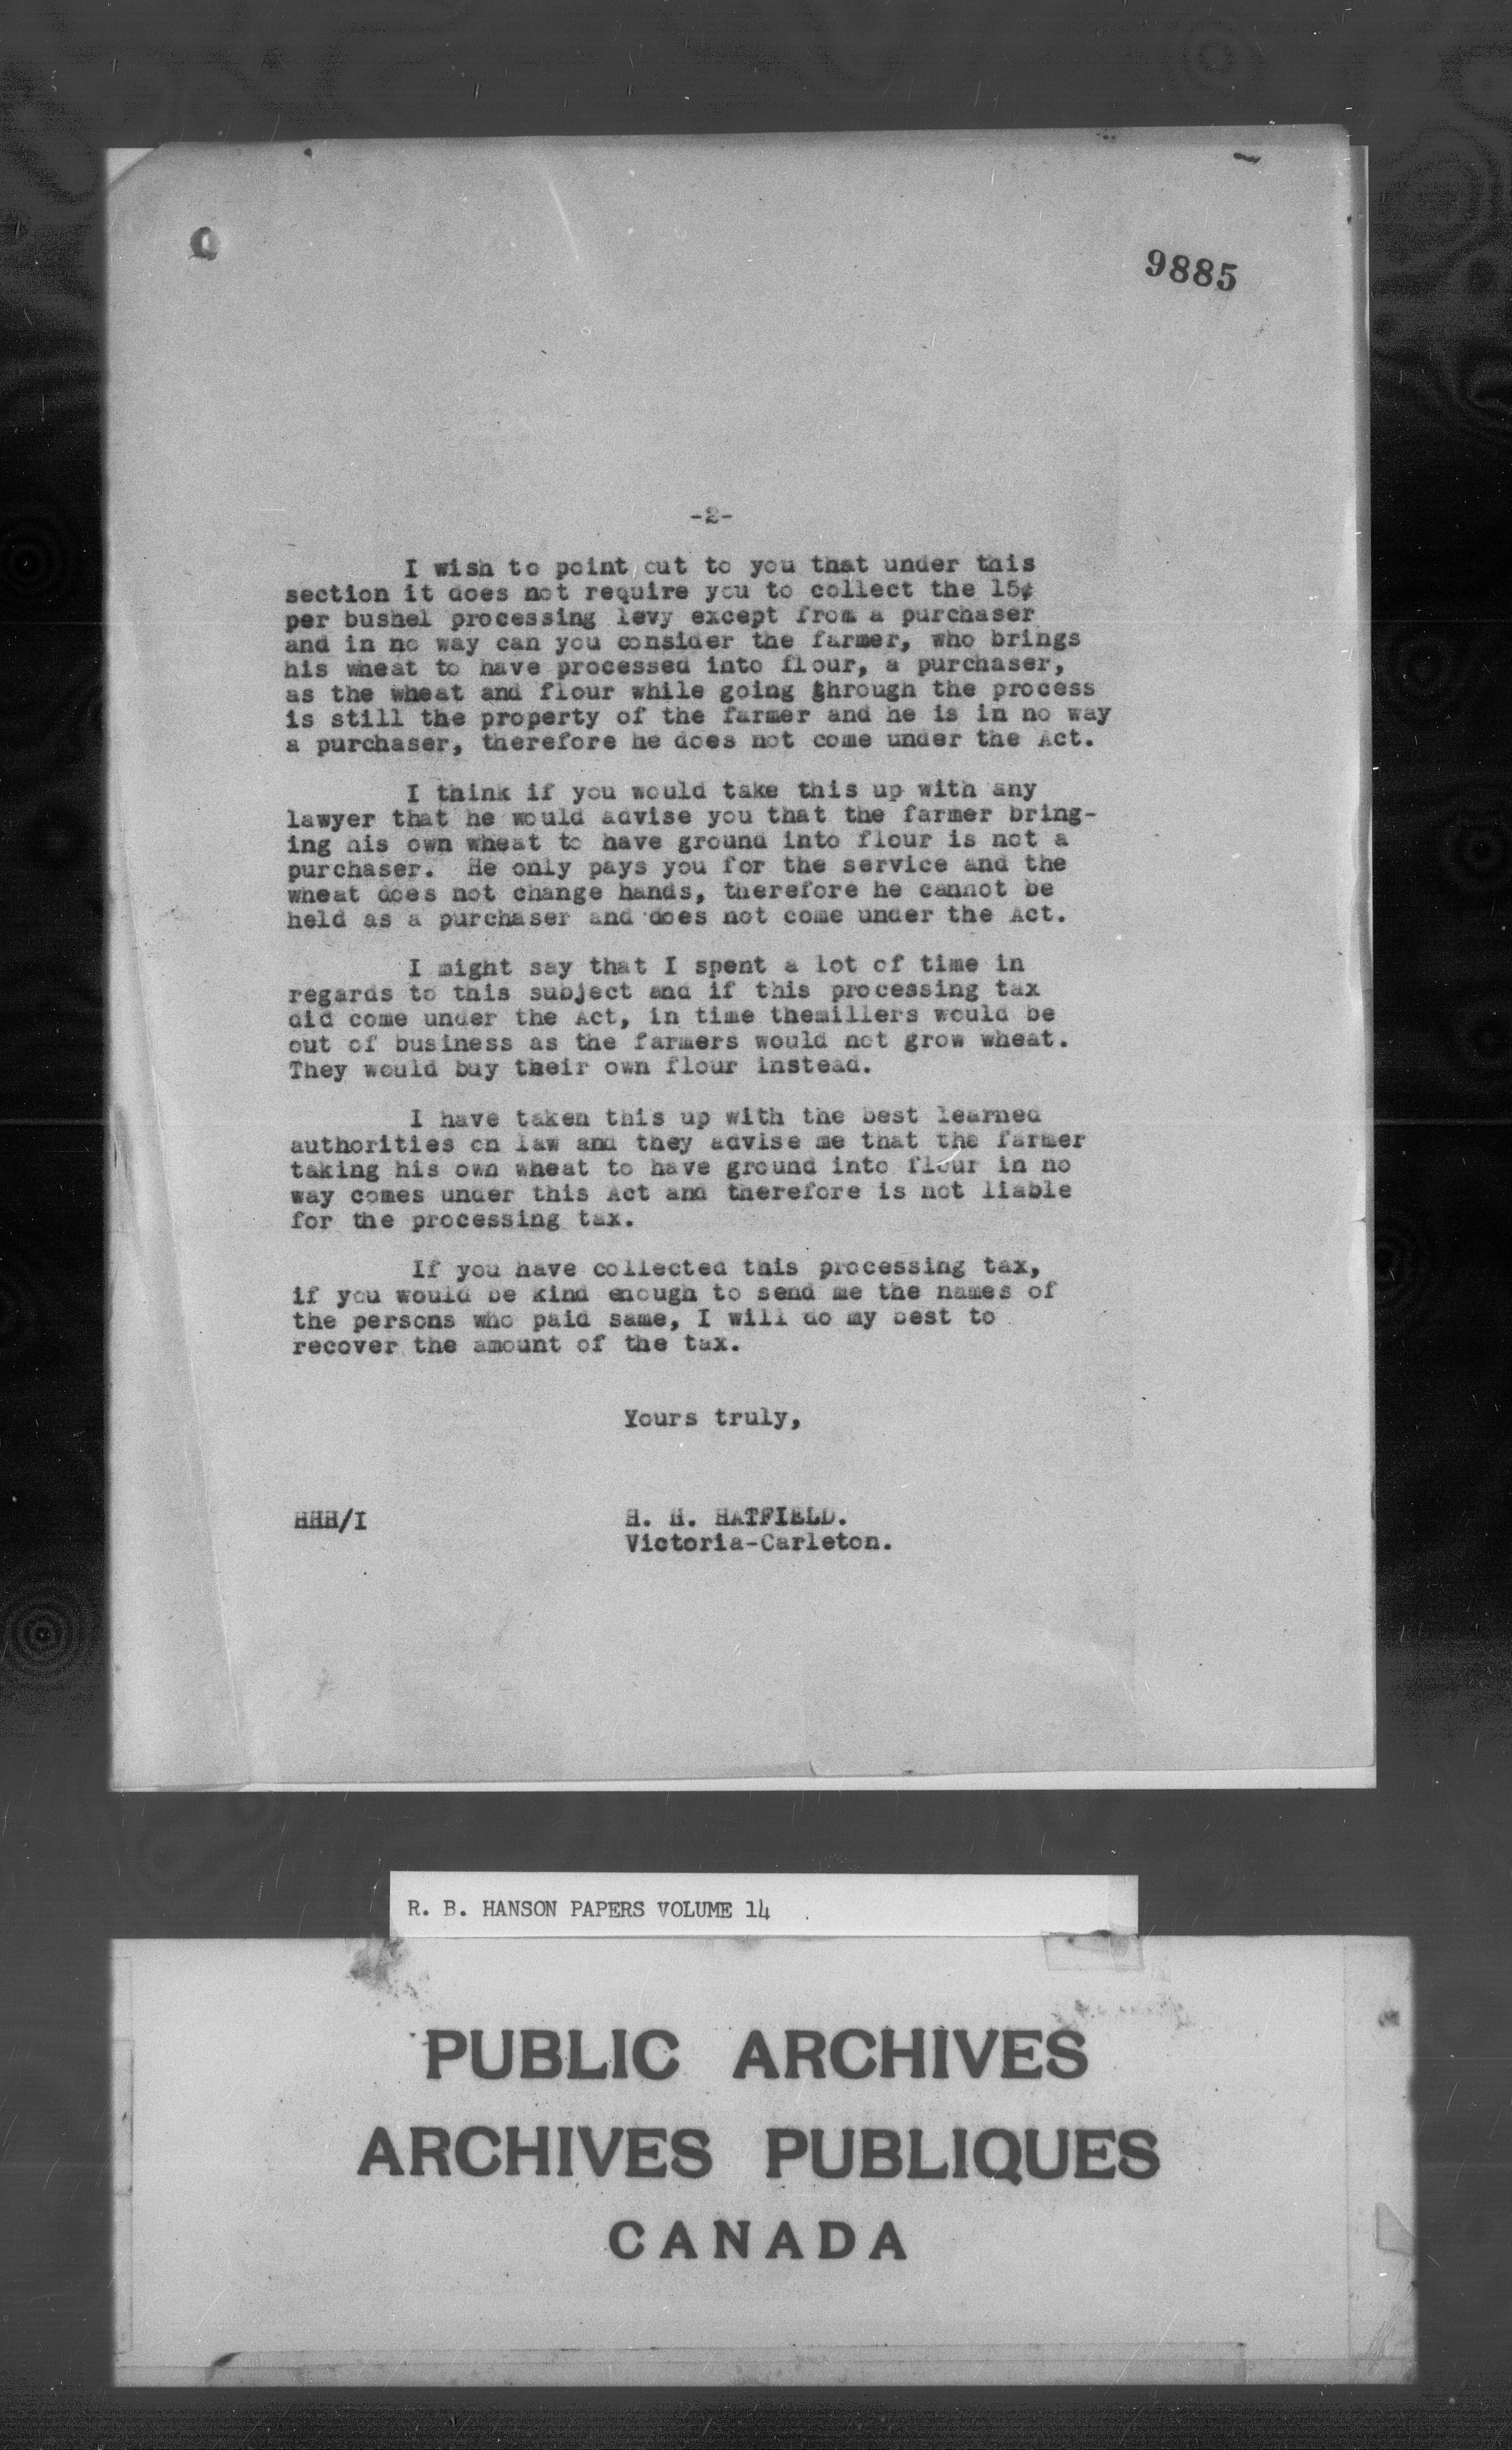 9885
-2-
I wish to point out to you that under this
section it does not require you to collect the 15¢
per bushel processing levy except from a purchaser
and in no way can you consider the farmer, who brings
his wheat to have processed into flour, a purchaser,
as the wheat and flour while going through the process
is still the property of the farmer and he is in no way
a purchaser, therefore he does not come under the Act.
I think if you would take this up with any
lawyer that he would advise you that the farmer bring-
ing his own wheat to have ground into flour is not a
purchaser. He only pays you for the service and the
wheat does not change hands, therefore he cannot be
held as a purchaser and does not come under the Act.
I might say that I spent a lot of time in
regards to this subject and if this processing tax
did come under the Act, in time themillers would be
out of business as the farmers would not grow wheat.
They would buy their own flour instead.
I have taken this up with the best learned
authorities on law and they advise me that the farmer
taking his own wheat to have ground into flour in no
way comes under this Act and therefore is not liable
for the processing tax.
If you have collected this processing tax,
if you would be kind enough to send me the names of
the persons who paid same, I will do my best to
recover the amount of the tax.
Yours truly,
HHH/I H. H. HATFIELD.
Victoria-Carleton.
R. B. HANSON PAPERS VOLUME 14
PUBLIC ARCHIVES
ARCHIVES PUBLIQUES
CANADA